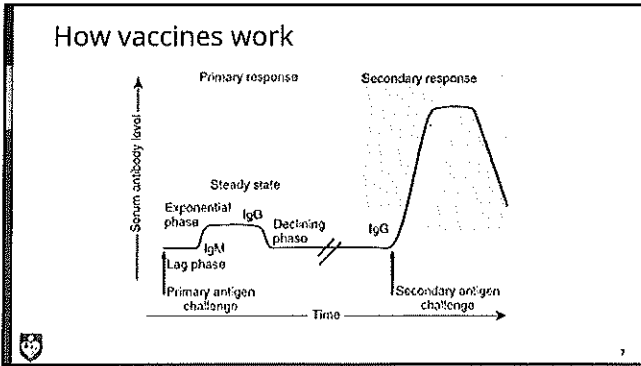 How vaccines work
Primary response
Secondary response
Serum antibody level
Steady state
Exponential
phase
IgG
IgM
Declining
phase
Lag phase
IgG
Primary antigen
challenge
Secondary antigen
challenge
Time
7